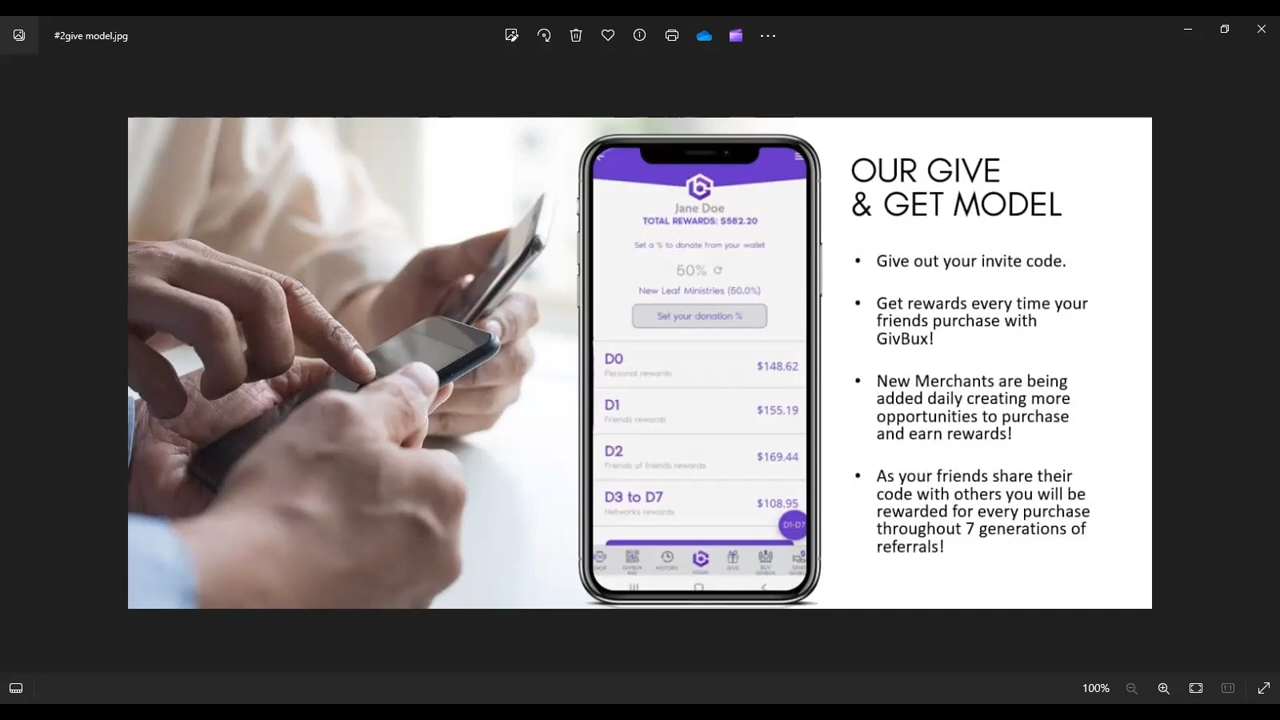 #2give model.jpg
OUR GIVE
& GET MODEL
Jane Doe
TOTAL REWARDS: $582.20
Set a % to donate from your wallet
50%
New Leaf Ministries (50.0%)
Set your donation %
D0
Personal rewards
$148.62
D1
Friends rewards
$155.19
D2
Friends of friends rewards
$169.44
D3 to D7
Networks rewards
$108.95
D1-D7
SHOP
HISTORY
HOME
GIVE
• Give out your invite code.
• Get rewards every time your
friends purchase with
GivBux!
• New Merchants are being
added daily creating more
opportunities to purchase
and earn rewards!
• As your friends share their
code with others you will be
rewarded for every purchase
throughout 7 generations of
referrals!
100%